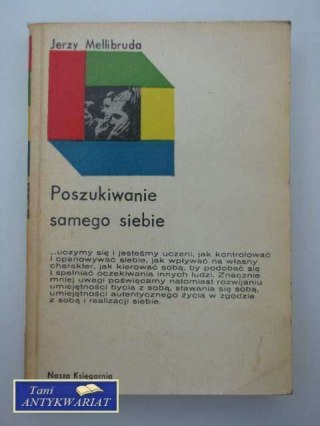 Jerzy Mellibruda
Poszukiwanie
samego siebie
...uczymy się i jesteśmy uczeni, jak kontrolować
i opanowywać siebie, jak wpływać na własny
charakter, jak kierować sobą, by podobać się
i spełniać oczekiwania innych ludzi. Znacznie
mniej uwagi poświęcamy natomiast rozwijaniu
umiejętności bycia z sobą, stawania się sobą,
umiejętności autentycznego życia w zgodzie
z sobą i realizacji siebie.
Nasza Księgarnia
Tani
ANTYKWARIAT